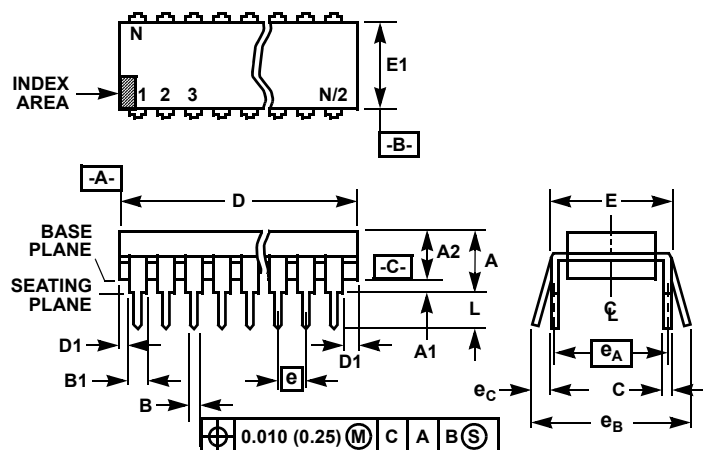 N
E1
INDEX
AREA
1 2 3 N/2
-B-
-A-
D
E
BASE
PLANE
A2
A
-C-
SEATING
PLANE
L
C̵L
D1
A1
D1
eA
B1
e
eC
C
B
eB
0.010 (0.25) Ⓜ C A B Ⓢ